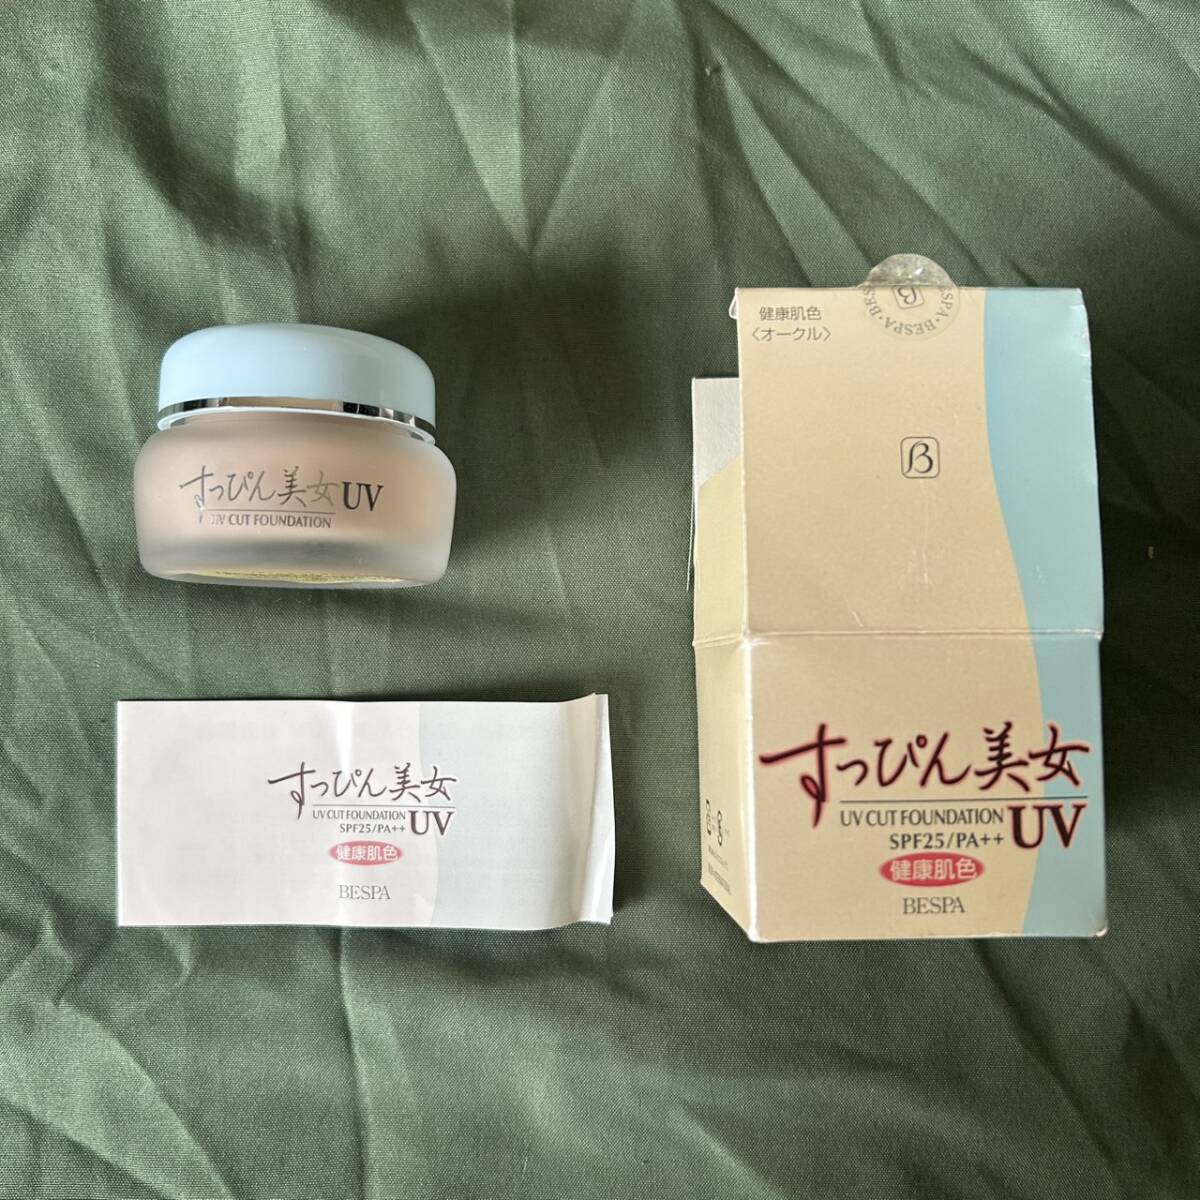 すっぴん美女UV
UV CUT FOUNDATION
すっぴん美女
UV CUT FOUNDATION UV
SPF25/PA++
健康肌色
BESPA
健康肌色
〈オークル〉
BESPA
β
β
すっぴん美女
UV CUT FOUNDATION UV
SPF25/PA++
健康肌色
BESPA